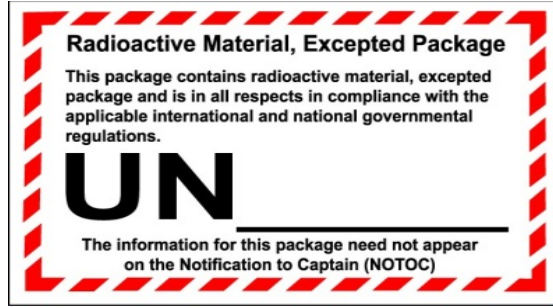 Radioactive Material, Excepted Package
This package contains radioactive material, excepted
package and is in all respects in compliance with the
applicable international and national governmental
regulations.
UN
The information for this package need not appear
on the Notification to Captain (NOTOC)